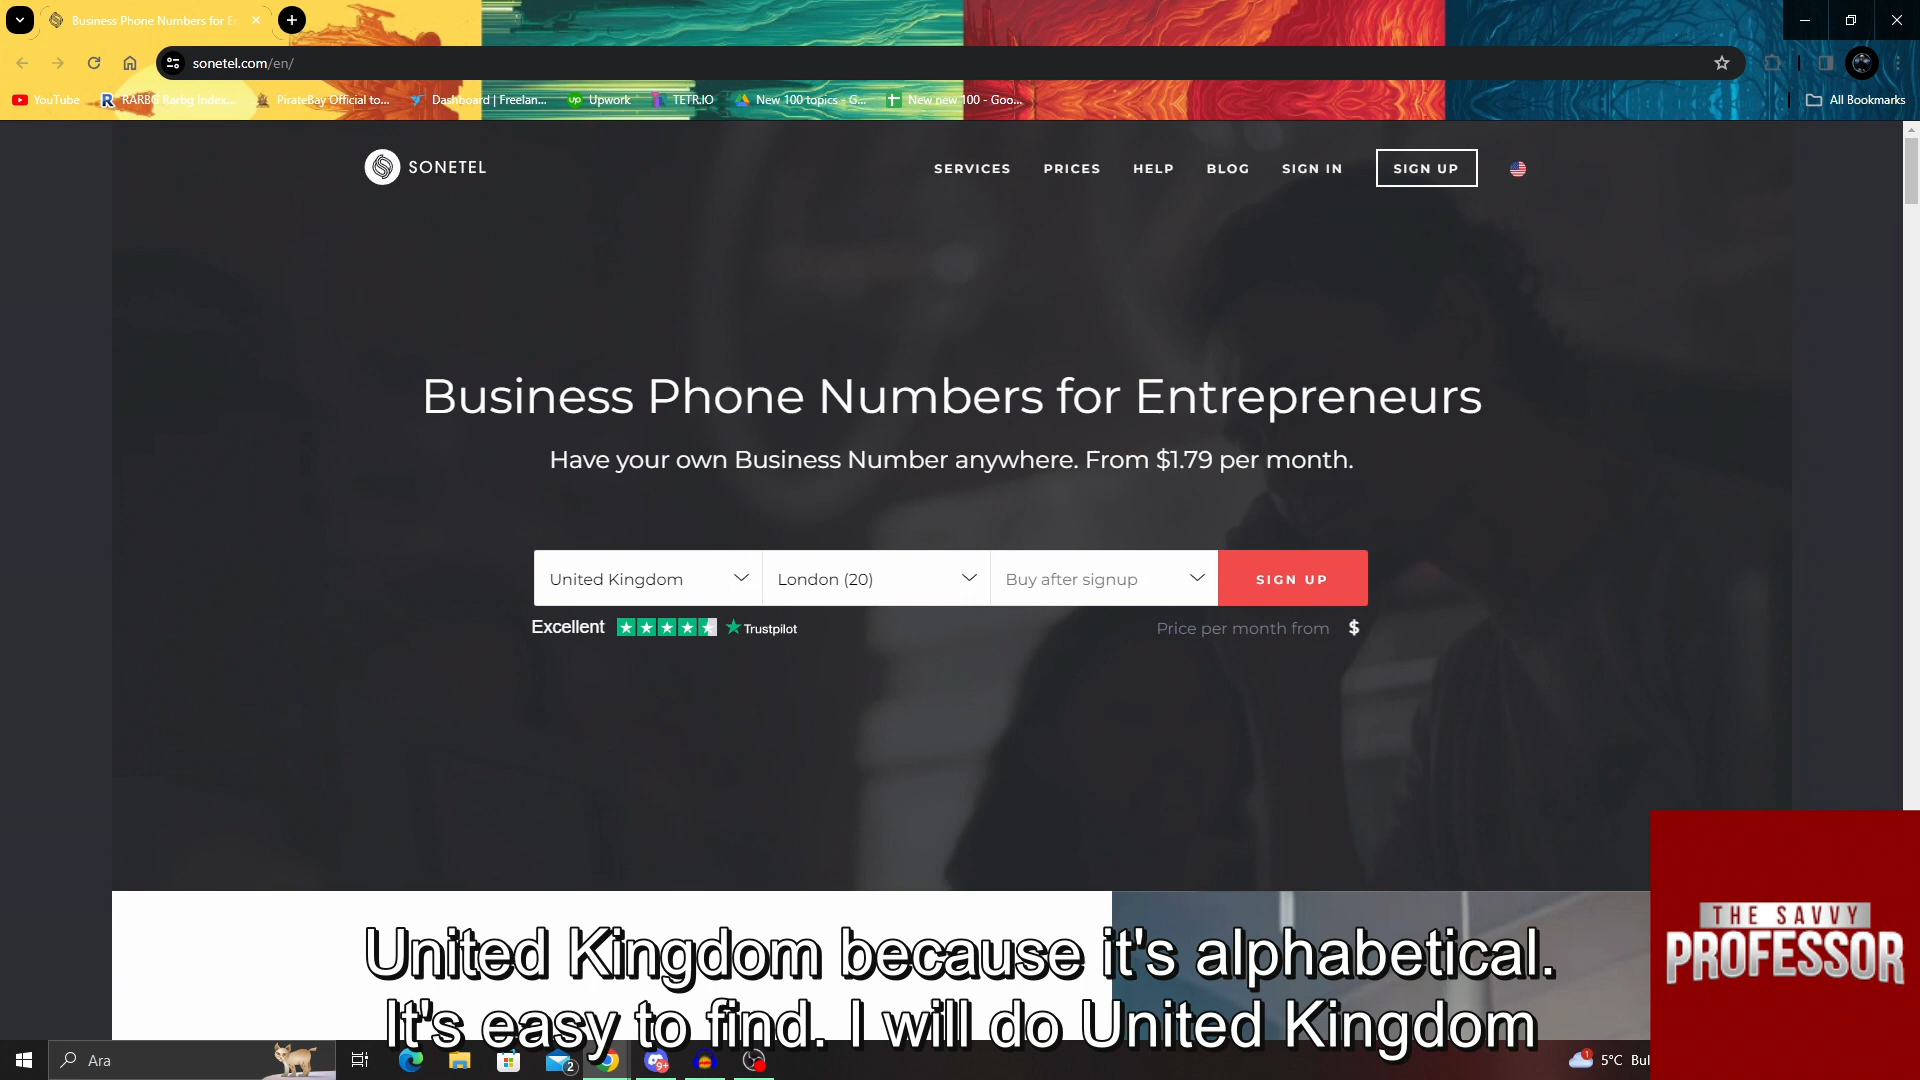 Business Phone Numbers for E
sonetel.com/en/
YouTube
RARBG Rarbg Index...
PirateBay Official to...
Dashboard | Freelan...
Upwork
TETR.IO
New 100 topics - G...
New new 100 - Goo...
All Bookmarks
SONETEL
SERVICES
PRICES
HELP
BLOG
SIGN IN
SIGN UP
Business Phone Numbers for Entrepreneurs
Have your own Business Number anywhere. From $1.79 per month.
United Kingdom
London (20)
Buy after signup
SIGN UP
Excellent
Trustpilot
Price per month from $
THE SAVVY
PROFESSOR
United Kingdom because it's alphabetical.
It's easy to find. I will do United Kingdom
Ara
2
9+
1
5°C Bul